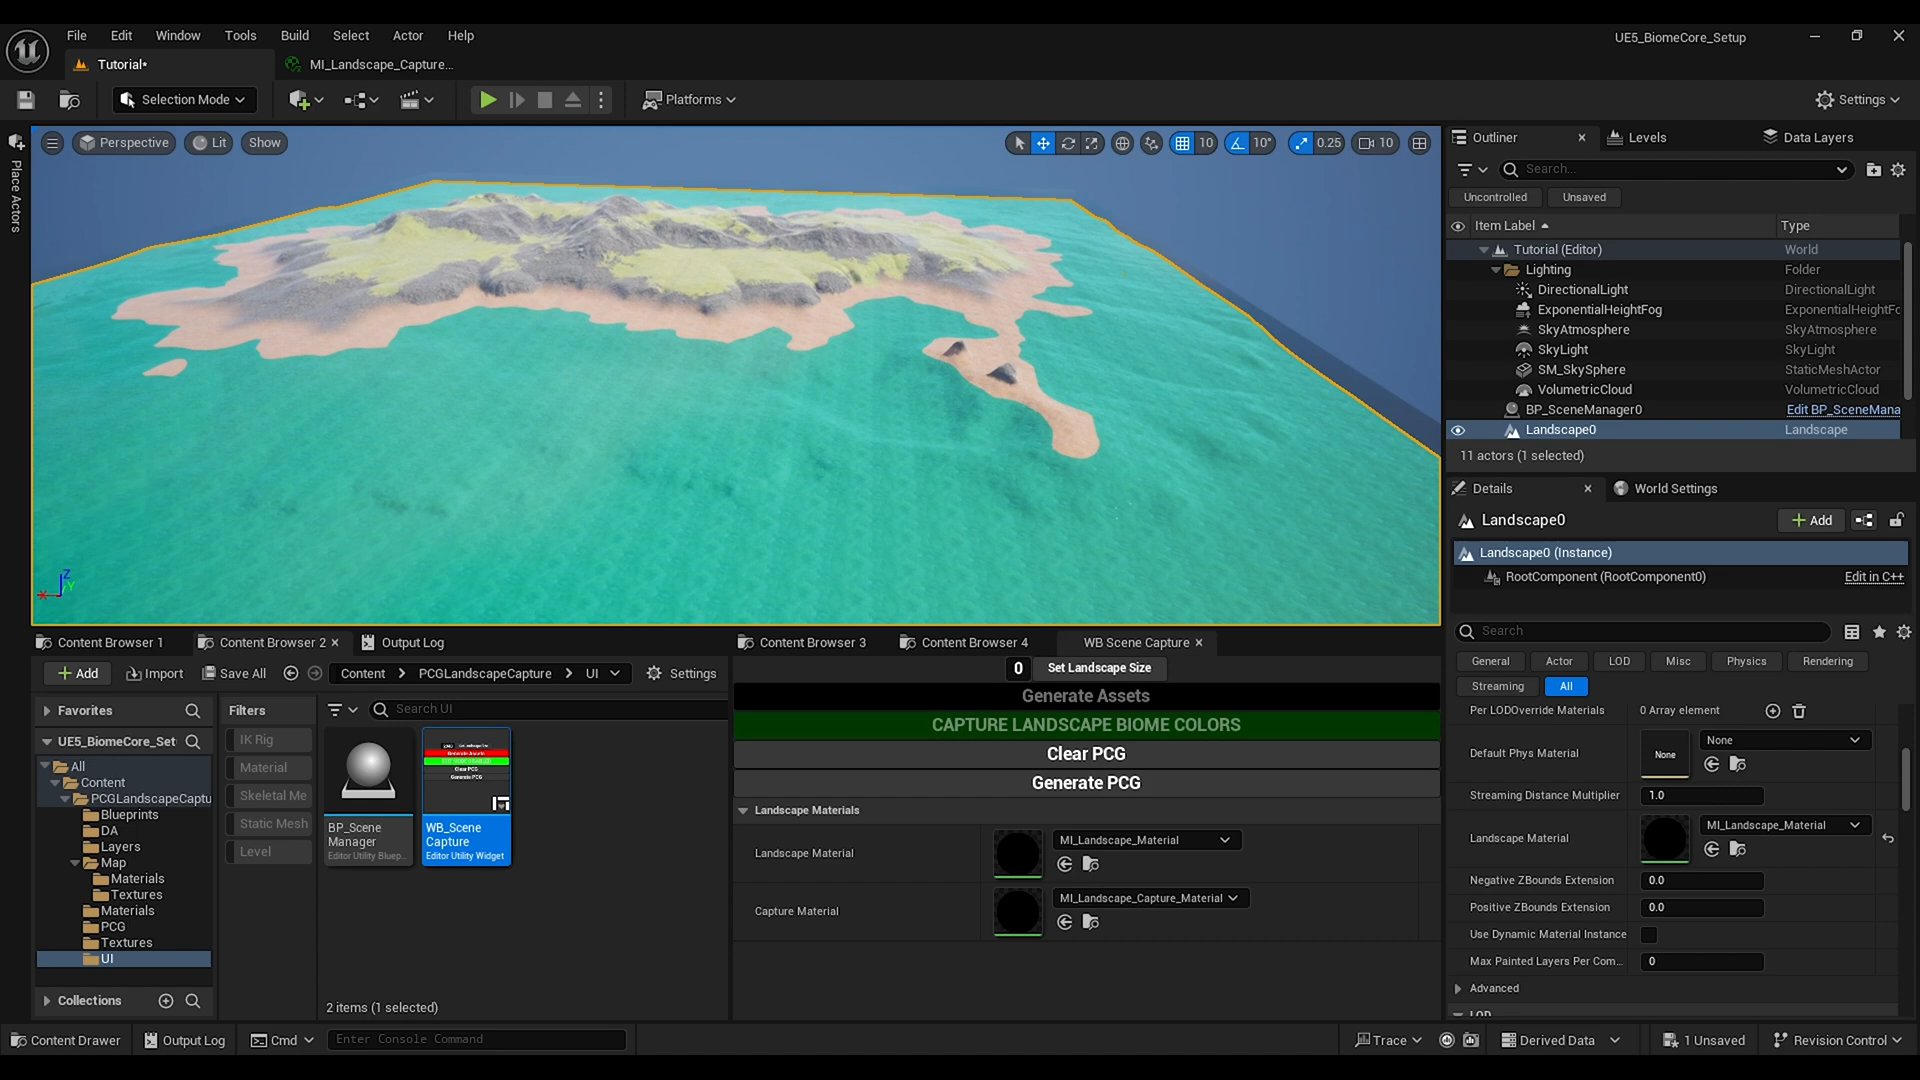 File Edit Window Tools Build Select Actor Help
UE5_BiomeCore_Setup
Tutorial*
MI_Landscape_Capture...
Selection Mode
Platforms
Settings
Place Actors
Perspective
Lit
Show
10
10°
0.25
10
Z
Y
X
Outliner
Levels
Data Layers
Search...
Uncontrolled
Unsaved
Item Label
Type
Tutorial (Editor) World
Lighting Folder
DirectionalLight DirectionalLight
ExponentialHeightFog ExponentialHeightFc
SkyAtmosphere SkyAtmosphere
SkyLight SkyLight
SM_SkySphere StaticMeshActor
VolumetricCloud VolumetricCloud
BP_SceneManager0 Edit BP_SceneMana
Landscape0 Landscape
11 actors (1 selected)
Details
World Settings
Landscape0
Add
Landscape0 (Instance)
RootComponent (RootComponent0) Edit in C++
Search
General Actor LOD Misc Physics Rendering
Streaming All
Per LODOverride Materials 0 Array element
Default Phys Material None None
Streaming Distance Multiplier 1.0
Landscape Material MI_Landscape_Material
Negative ZBounds Extension 0.0
Positive ZBounds Extension 0.0
Use Dynamic Material Instance
Max Painted Layers Per Com... 0
Advanced
LOD
Content Browser 1
Content Browser 2
Output Log
Add
Import
Save All
Content > PCGLandscapeCapture > UI
Settings
Favorites
UE5_BiomeCore_Set
All
Content
PCGLandscapeCaptu
Blueprints
DA
Layers
Map
Materials
Textures
Materials
PCG
Textures
UI
Collections
Filters
IK Rig
Material
Skeletal Me
Static Mesh
Level
Search UI
BP_Scene
Manager
Editor Utility Bluep...
WB_Scene
Capture
Editor Utility Widget
2 items (1 selected)
Content Browser 3
Content Browser 4
WB Scene Capture
0 Set Landscape Size
Generate Assets
CAPTURE LANDSCAPE BIOME COLORS
Clear PCG
Generate PCG
Landscape Materials
Landscape Material MI_Landscape_Material
Capture Material MI_Landscape_Capture_Material
Content Drawer
Output Log
Cmd
Enter Console Command
Trace
Derived Data
1 Unsaved
Revision Control